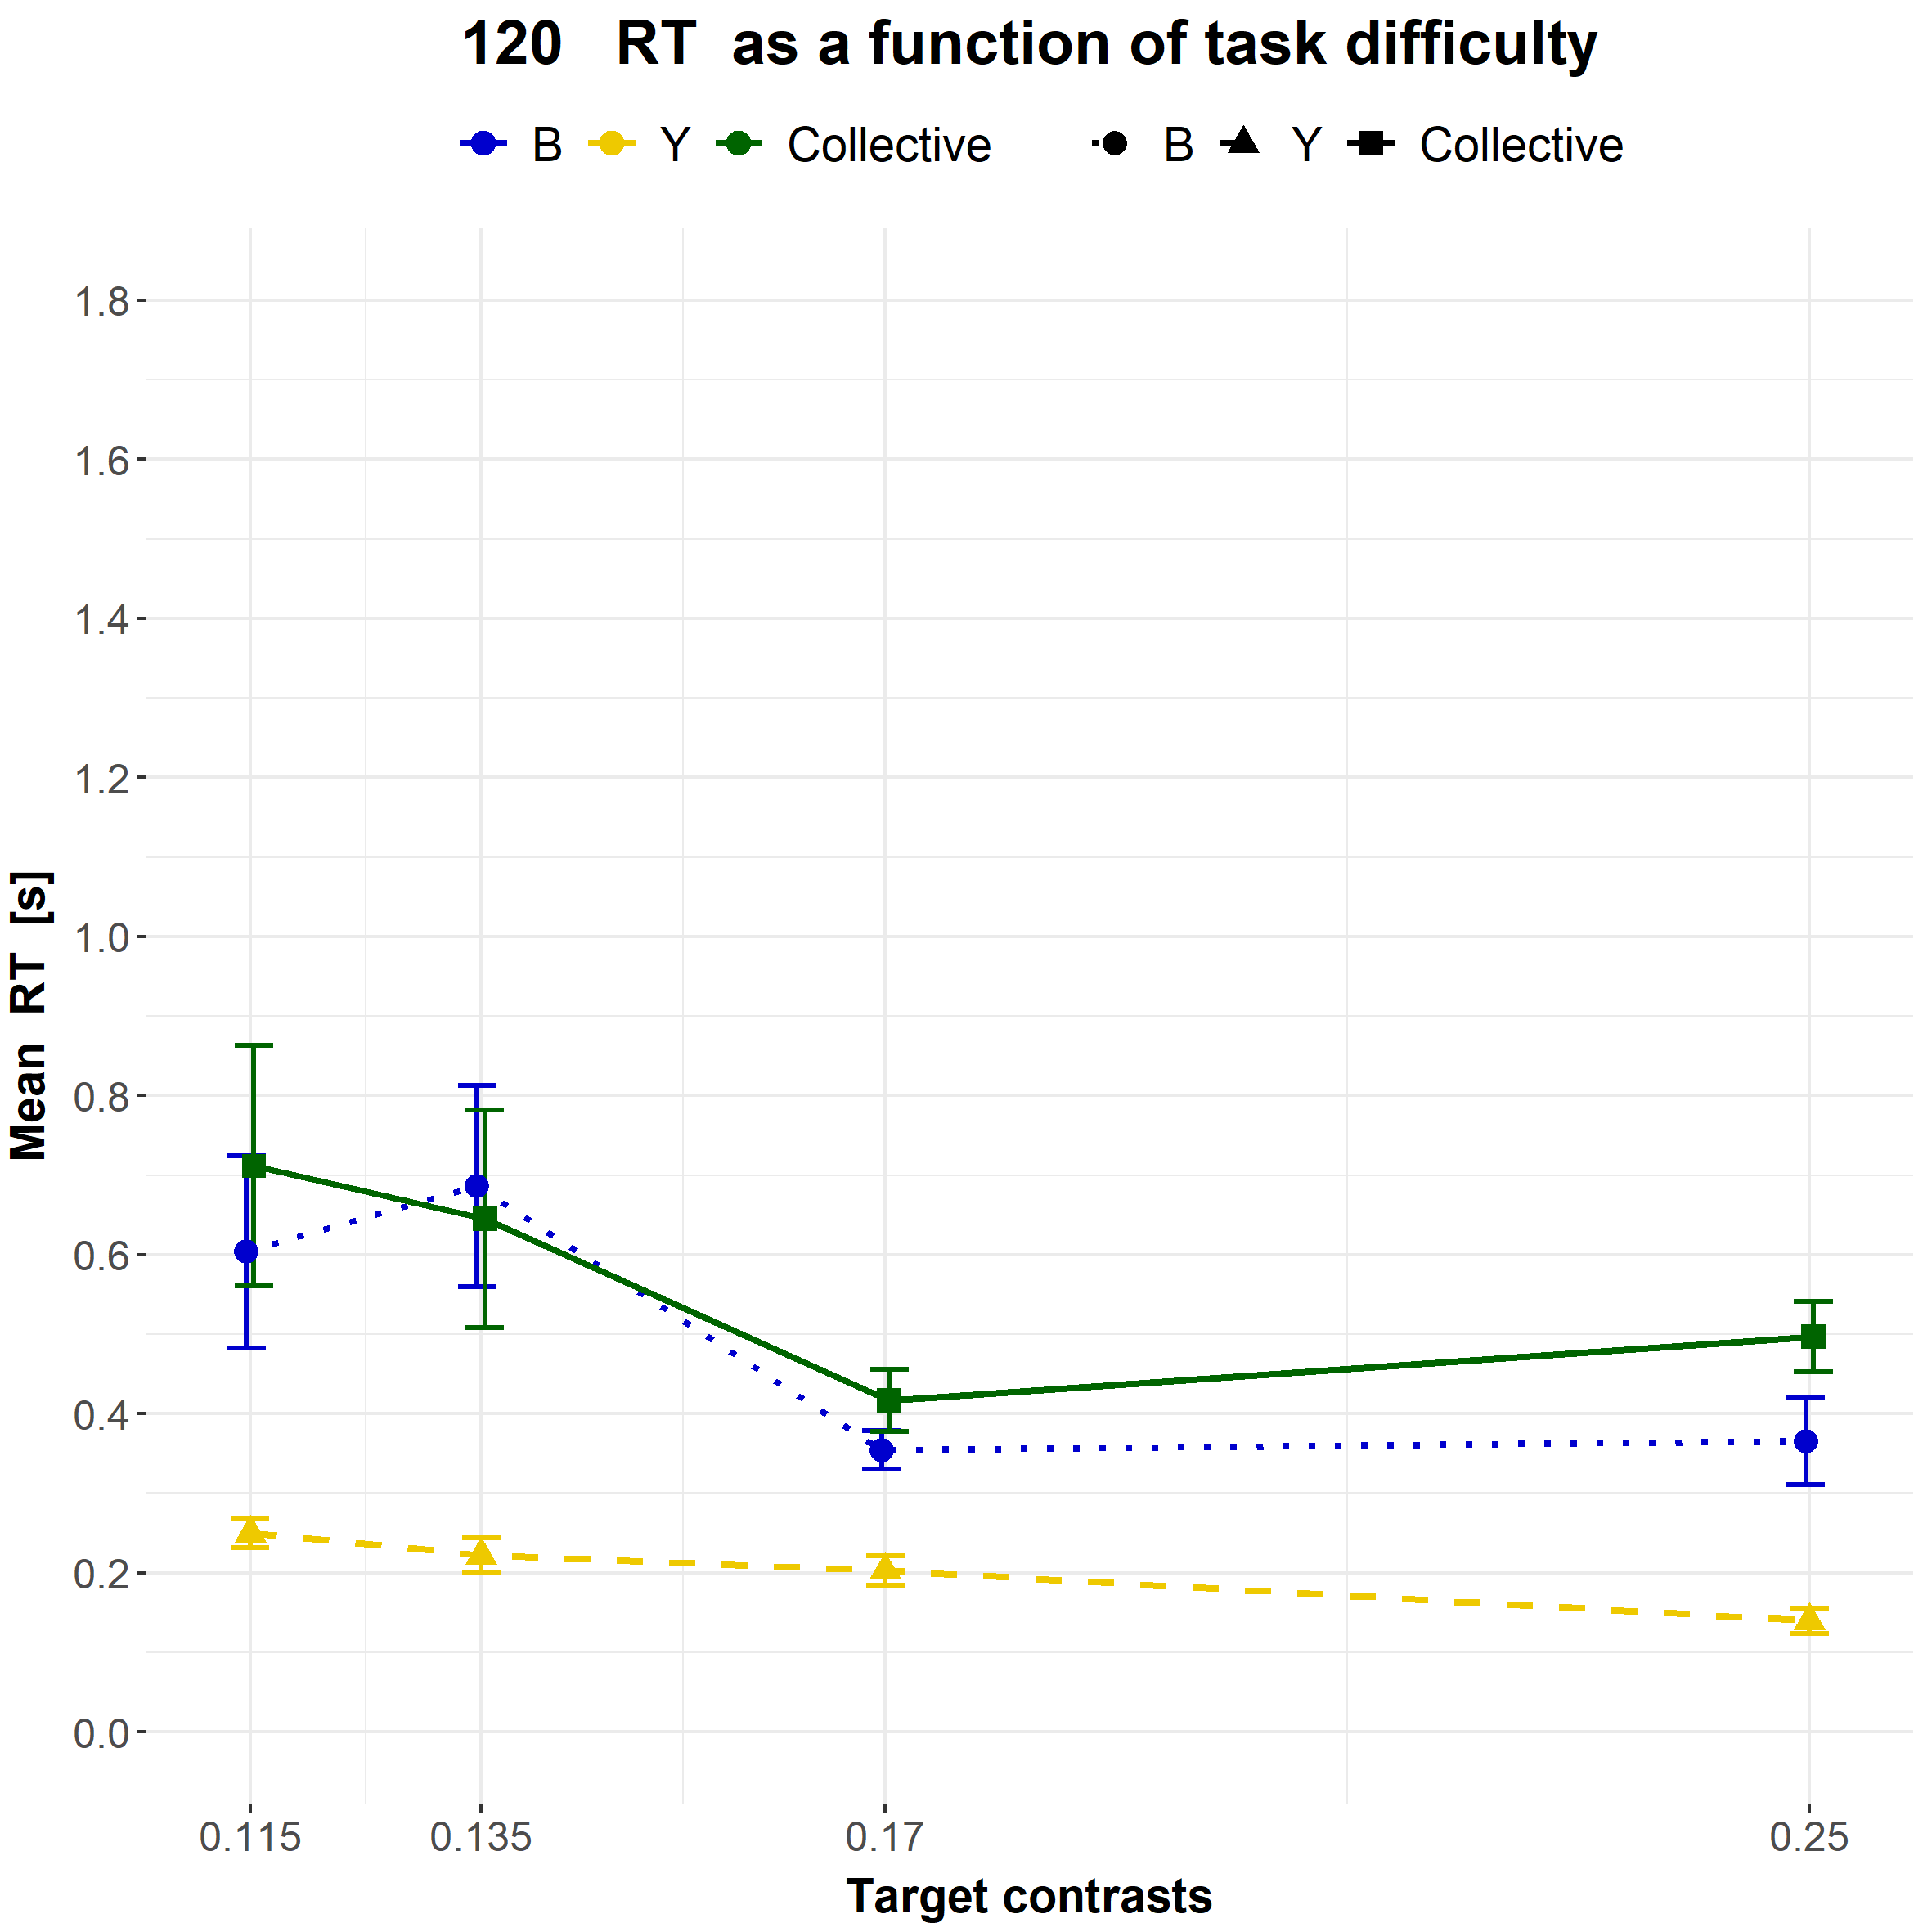 120 RT as a function of task difficulty
B Y Collective B Y Collective
1.8
1.6
1.4
1.2
1.0
0.8
0.6
0.4
0.2
0.0
Mean RT [s]
0.115 0.135 0.17 0.25
Target contrasts